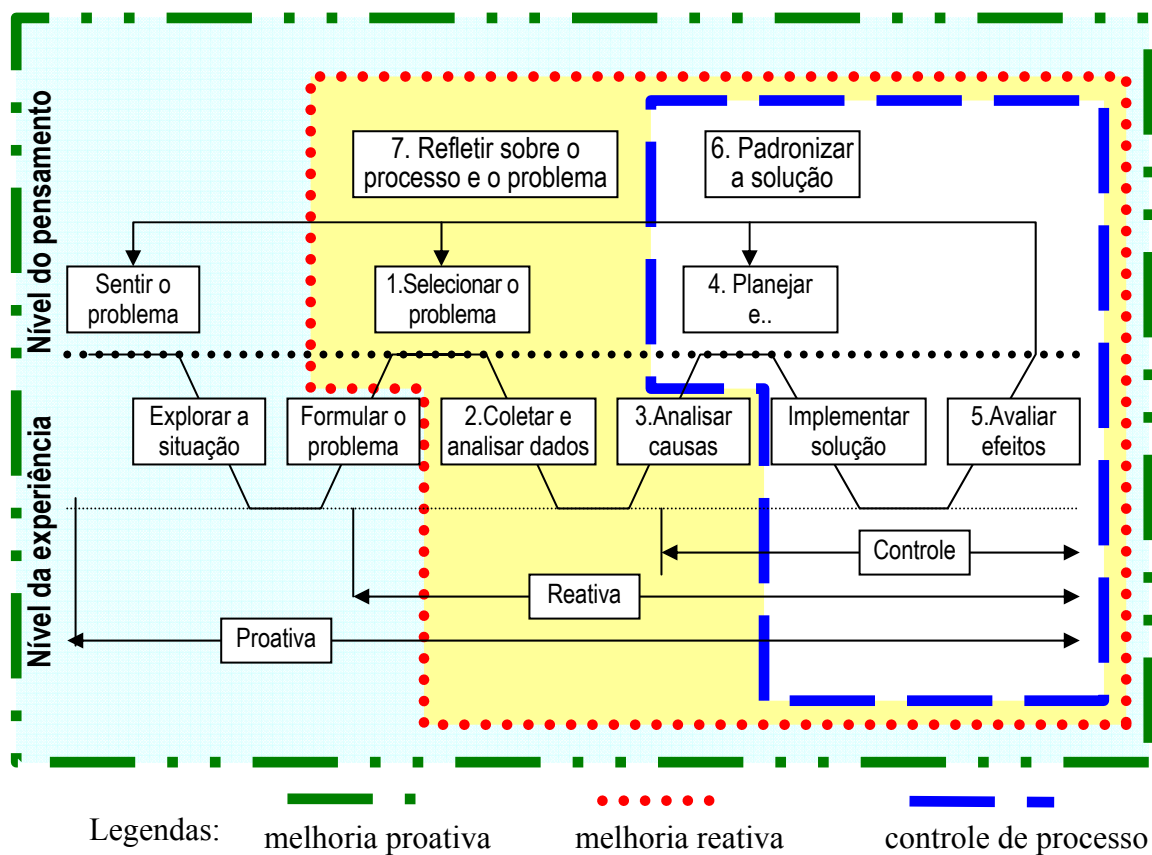 Nível do pensamento
Nível da experiência
7. Refletir sobre o
processo e o problema
6. Padronizar
a solução
Sentir o
problema
1.Selecionar o
problema
4. Planejar
e..
Explorar a
situação
Formular o
problema
2.Coletar e
analisar dados
3.Analisar
causas
Implementar
solução
5.Avaliar
efeitos
Controle
Reativa
Proativa
Legendas:
melhoria proativa
melhoria reativa
controle de processo